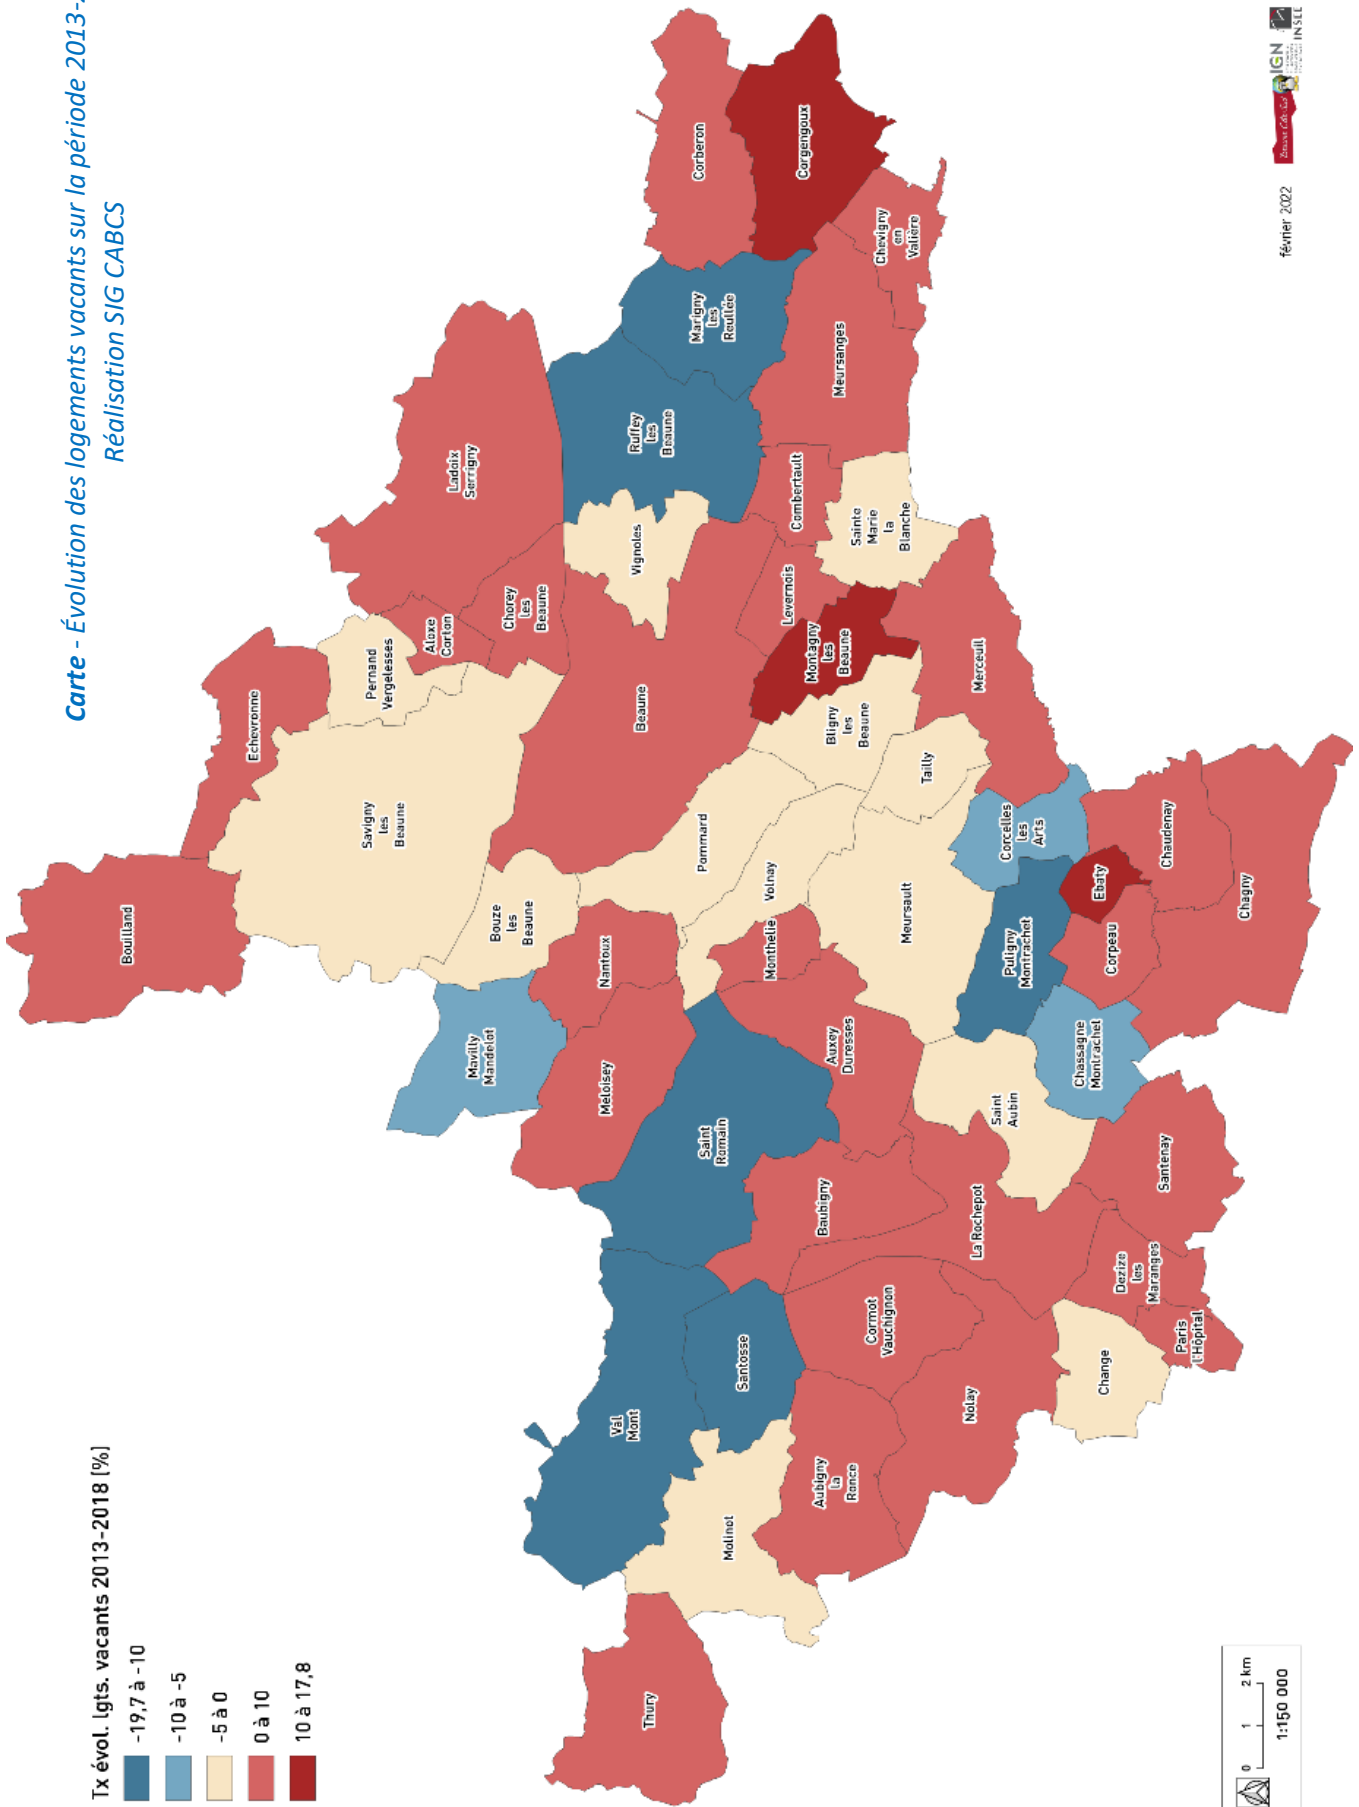 Carte - Évolution des logements vacants sur la période 2013-
Réalisation SIG CABCS
Tx évol. lgts. vacants 2013-2018 (%)
-19,7 à -10
-10 à -5
-5 à 0
0 à 10
10 à 17,8
Bouilland
Echevronne
Savigny
les
Beaune
Pernand
Vergelesses
Aloxe
Corton
Ladoix
Serrigny
Chorey
les
Beaune
Mavilly
Mandelot
Bouze
les
Beaune
Nantoux
Meloisey
Beaune
Vignoles
Ruffey
les
Beaune
Marigny
les
Reullée
Corberon
Corgengoux
Chevigny
en
Valière
Meursanges
Combertault
Levernois
Sainte
Marie
la
Blanche
Montagny
les
Beaune
Bligny
les
Beaune
Merceuil
Tailly
Pommard
Volnay
Monthelie
Meursault
Auxey
Duresses
Saint
Romain
Val
Mont
Santosse
Molinot
Thury
Aubigny
la
Ronce
Cormot
Vauchignon
Baubigny
La Rochepot
Nolay
Saint
Aubin
Puligny
Montrachet
Corcelles
les
Arts
Ebaty
Chaudenay
Corpeau
Chagny
Chassagne
Montrachet
Santenay
Dezize
les
Maranges
Paris
l'Hôpital
Change
0 1 2 km
1:150 000
février 2022
IGN
INSEE